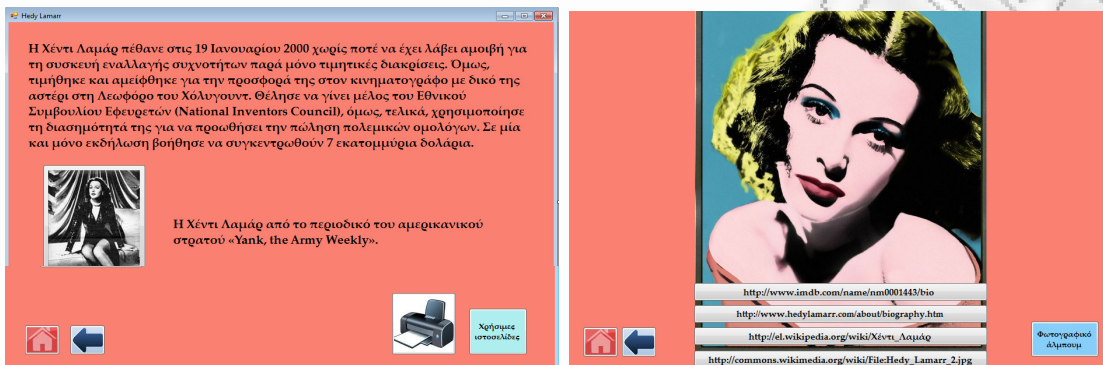 Hedy Lamarr
Η Χέντι Λαμάρ πέθανε στις 19 Ιανουαρίου 2000 χωρίς ποτέ να έχει λάβει αμοιβή για
τη συσκευή εναλλαγής συχνοτήτων παρά μόνο τιμητικές διακρίσεις. Όμως,
τιμήθηκε και αμείφθηκε για την προσφορά της στον κινηματογράφο με δικό της
αστέρι στη Λεωφόρο του Χόλυγουντ. Θέλησε να γίνει μέλος του Εθνικού
Συμβουλίου Εφευρετών (National Inventors Council), όμως, τελικά, χρησιμοποίησε
τη διασημότητά της για να προωθήσει την πώληση πολεμικών ομολόγων. Σε μία
και μόνο εκδήλωση βοήθησε να συγκεντρωθούν 7 εκατομμύρια δολάρια.
Η Χέντι Λαμάρ από το περιοδικό του αμερικανικού
στρατού «Yank, the Army Weekly».
Χρήσιμες
ιστοσελίδες
http://www.imdb.com/name/nm0001443/bio
http://www.hedylamarr.com/about/biography.htm
http://el.wikipedia.org/wiki/Χέντι_Λαμάρ
http://commons.wikimedia.org/wiki/File:Hedy_Lamarr_2.jpg
Φωτογραφικό
άλμπουμ